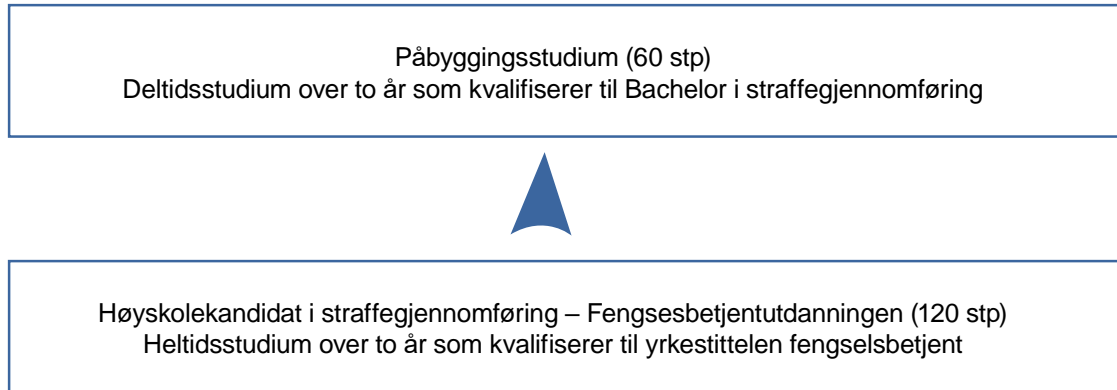 Påbyggingsstudium (60 stp)
Deltidsstudium over to år som kvalifiserer til Bachelor i straffegjennomføring
Høyskolekandidat i straffegjennomføring – Fengsesbetjentutdanningen (120 stp)
Heltidsstudium over to år som kvalifiserer til yrkestittelen fengselsbetjent